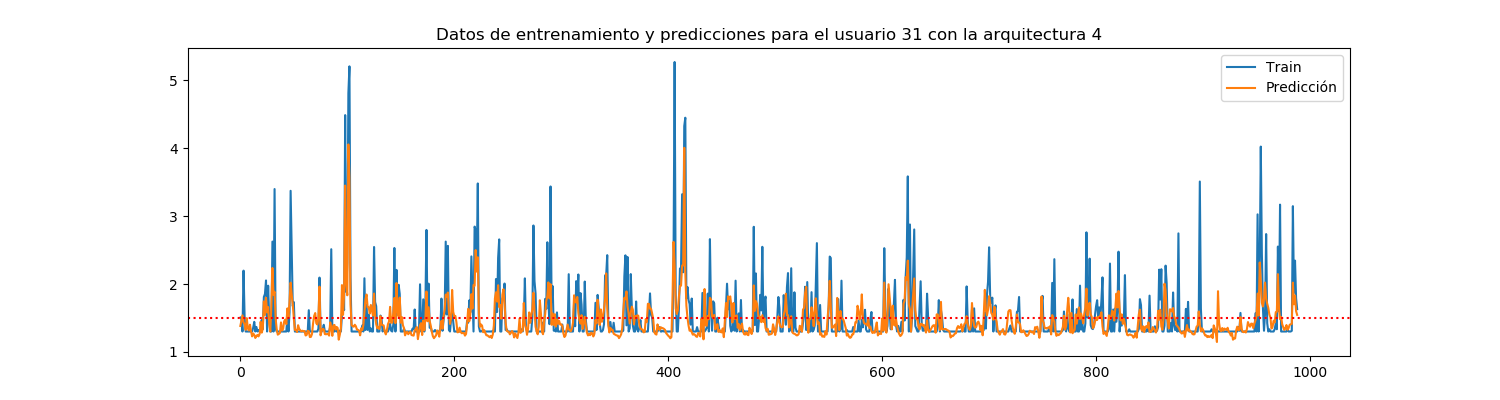 Datos de entrenamiento y predicciones para el usuario 31 con la arquitectura 4
Train
Predicción
5
4
3
2
1
0 200 400 600 800 1000